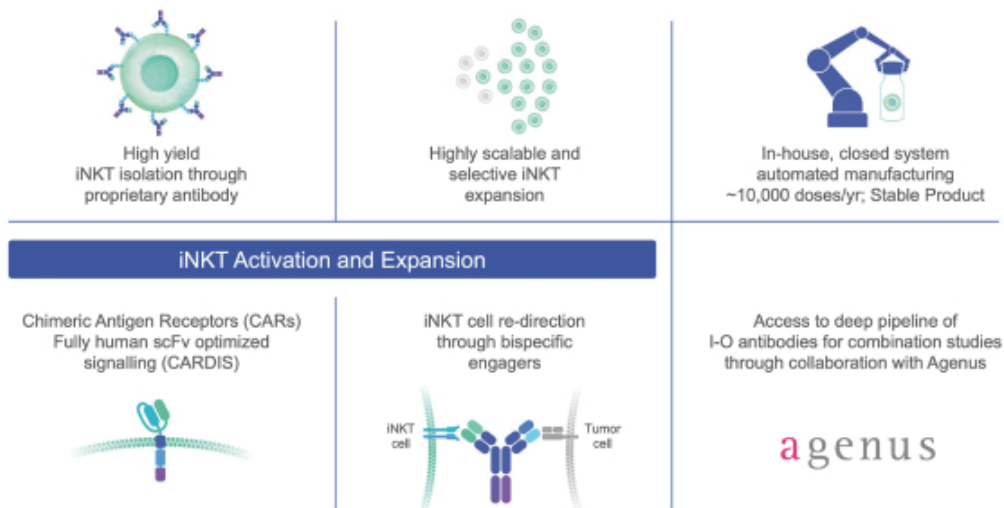 High yield
iNKT isolation through
proprietary antibody
Highly scalable and
selective iNKT
expansion
In-house, closed system
automated manufacturing
~10,000 doses/yr; Stable Product
iNKT Activation and Expansion
Chimeric Antigen Receptors (CARs)
Fully human scFv optimized
signalling (CARDIS)
iNKT cell re-direction
through bispecific
engagers
iNKT
cell
Tumor
cell
Access to deep pipeline of
I-O antibodies for combination studies
through collaboration with Agenus
agenus